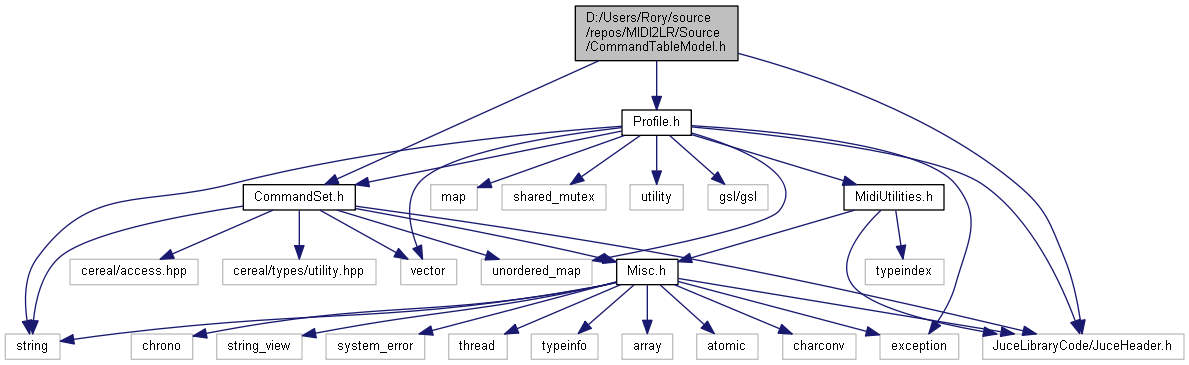 D:/Users/Rory/source
/repos/MIDI2LR/Source
/CommandTableModel.h
Profile.h
CommandSet.h
map
shared_mutex
utility
gsl/gsl
MidiUtilities.h
cereal/access.hpp
cereal/types/utility.hpp
vector
unordered_map
Misc.h
typeindex
string
chrono
string_view
system_error
thread
typeinfo
array
atomic
charconv
exception
JuceLibraryCode/JuceHeader.h